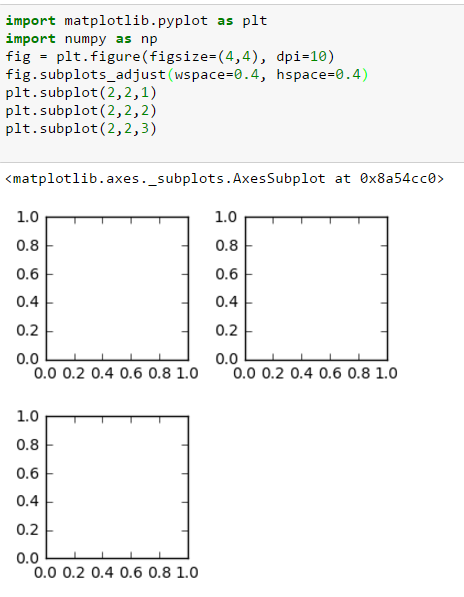 import matplotlib.pyplot as plt
import numpy as np
fig = plt.figure(figsize=(4,4), dpi=10)
fig.subplots_adjust(wspace=0.4, hspace=0.4)
plt.subplot(2,2,1)
plt.subplot(2,2,2)
plt.subplot(2,2,3)
<matplotlib.axes._subplots.AxesSubplot at 0x8a54cc0>
1.0 1.0
0.8 0.8
0.6 0.6
0.4 0.4
0.2 0.2
0.0 0.0
0.0 0.2 0.4 0.6 0.8 1.0 0.0 0.2 0.4 0.6 0.8 1.0
1.0
0.8
0.6
0.4
0.2
0.0
0.0 0.2 0.4 0.6 0.8 1.0